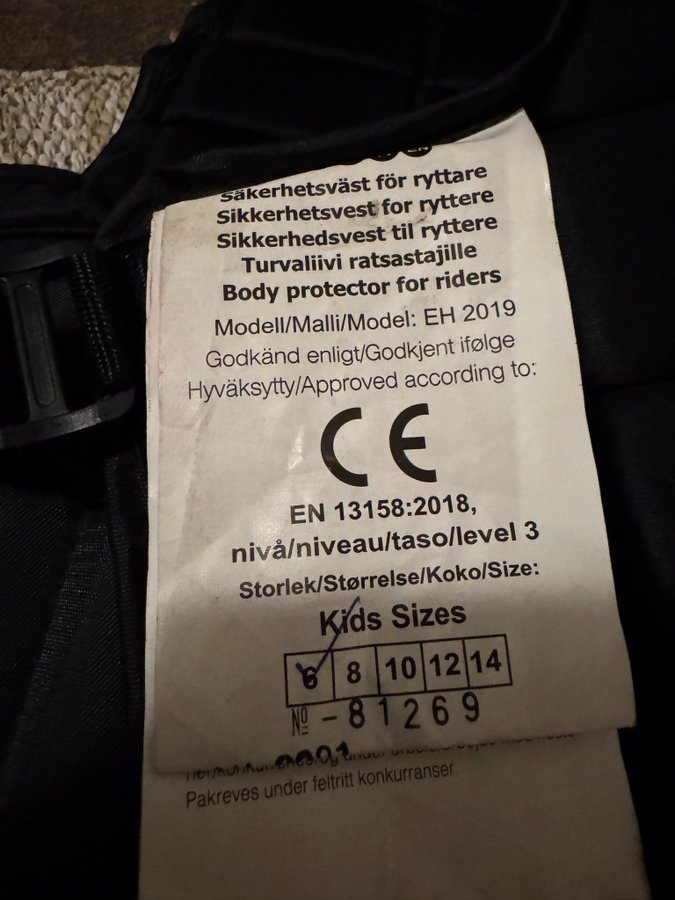 EN
Säkerhetsväst för ryttare
Sikkerhetsvest for ryttere
Sikkerhedsvest til ryttere
Turvaliivi ratsastajille
Body protector for riders
Modell/Malli/Model: EH 2019
Godkänd enligt/Godkjent ifølge
Hyväksytty/Approved according to:
CE
EN 13158:2018,
nivå/niveau/taso/level 3
Storlek/Størrelse/Koko/Size:
Kids Sizes
6 8 10 12 14
№ -81269
0001
Pakreves under feltritt konkurranser.